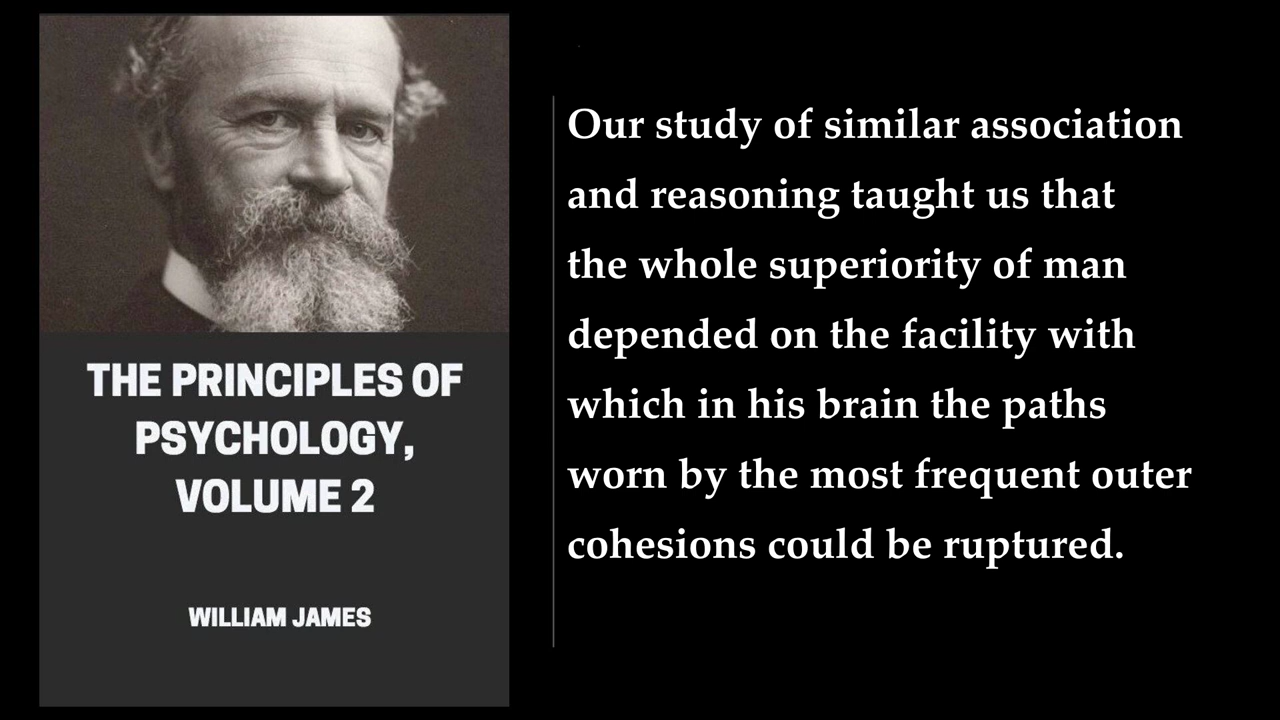 THE PRINCIPLES OF
PSYCHOLOGY,
VOLUME 2
WILLIAM JAMES
Our study of similar association
and reasoning taught us that
the whole superiority of man
depended on the facility with
which in his brain the paths
worn by the most frequent outer
cohesions could be ruptured.